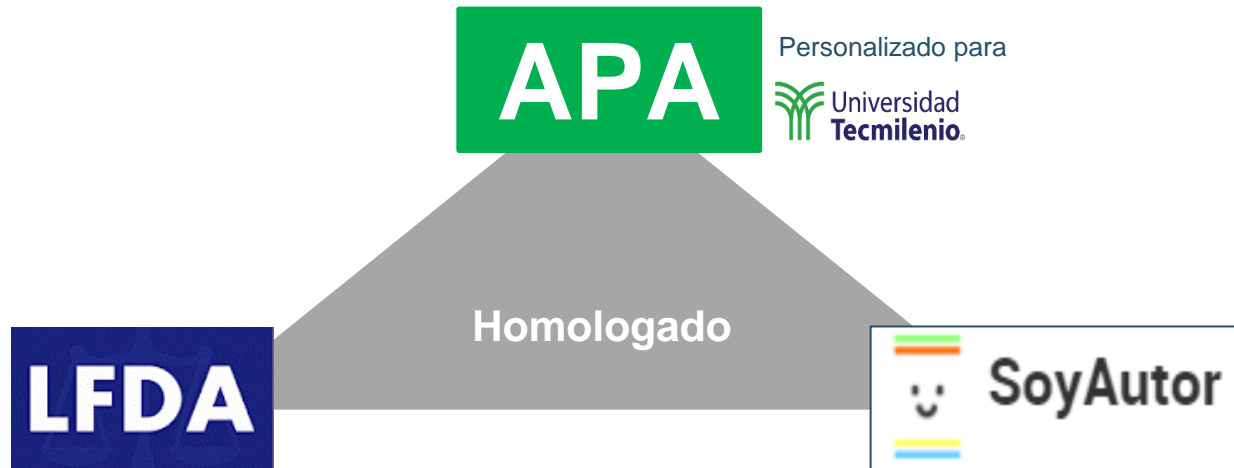 APA
Personalizado para
Universidad
Tecmilenio®
Homologado
LFDA
SoyAutor